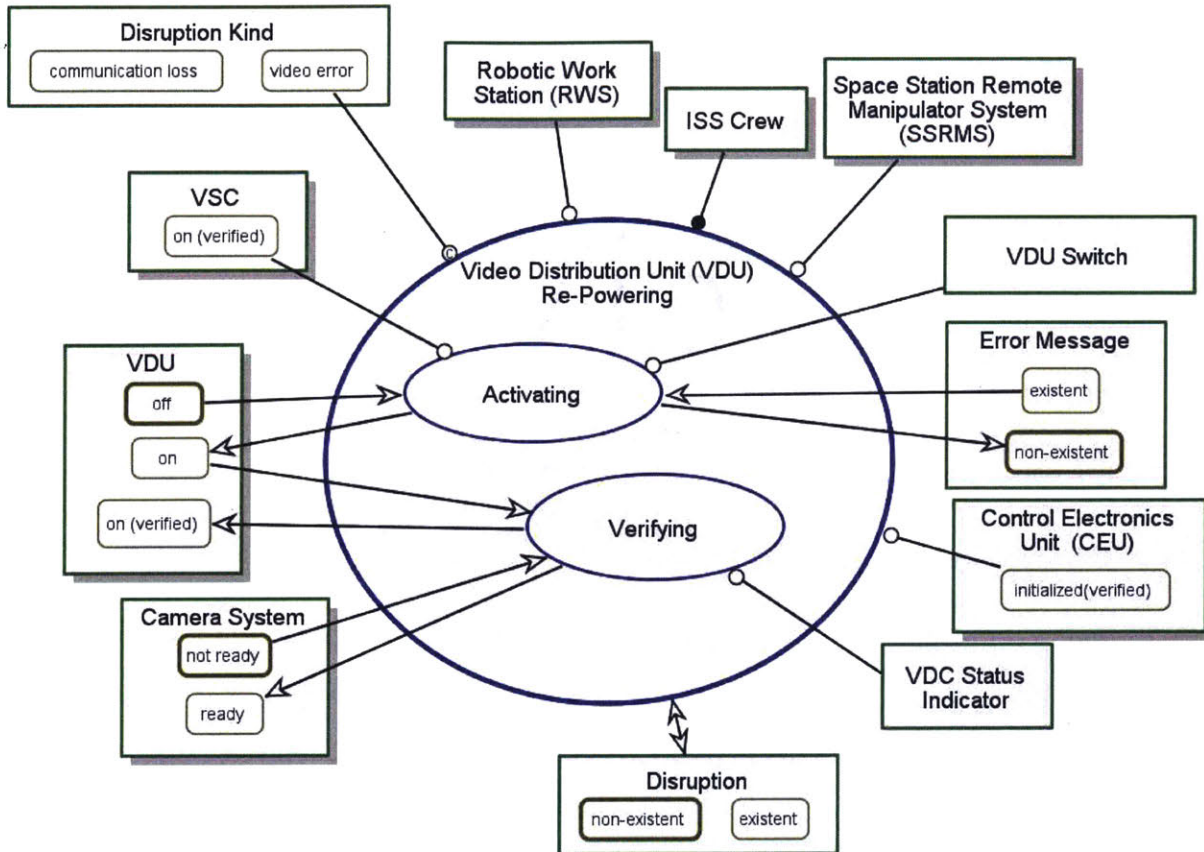 Disruption Kind
communication loss
video error
Robotic Work
Station (RWS)
ISS Crew
Space Station Remote
Manipulator System
(SSRMS)
VSC
on (verified)
Video Distribution Unit (VDU)
Re-Powering
VDU Switch
VDU
off
on
on (verified)
Activating
Error Message
existent
non-existent
Verifying
Control Electronics
Unit (CEU)
initialized(verified)
Camera System
not ready
ready
VDC Status
Indicator
Disruption
non-existent
existent
©